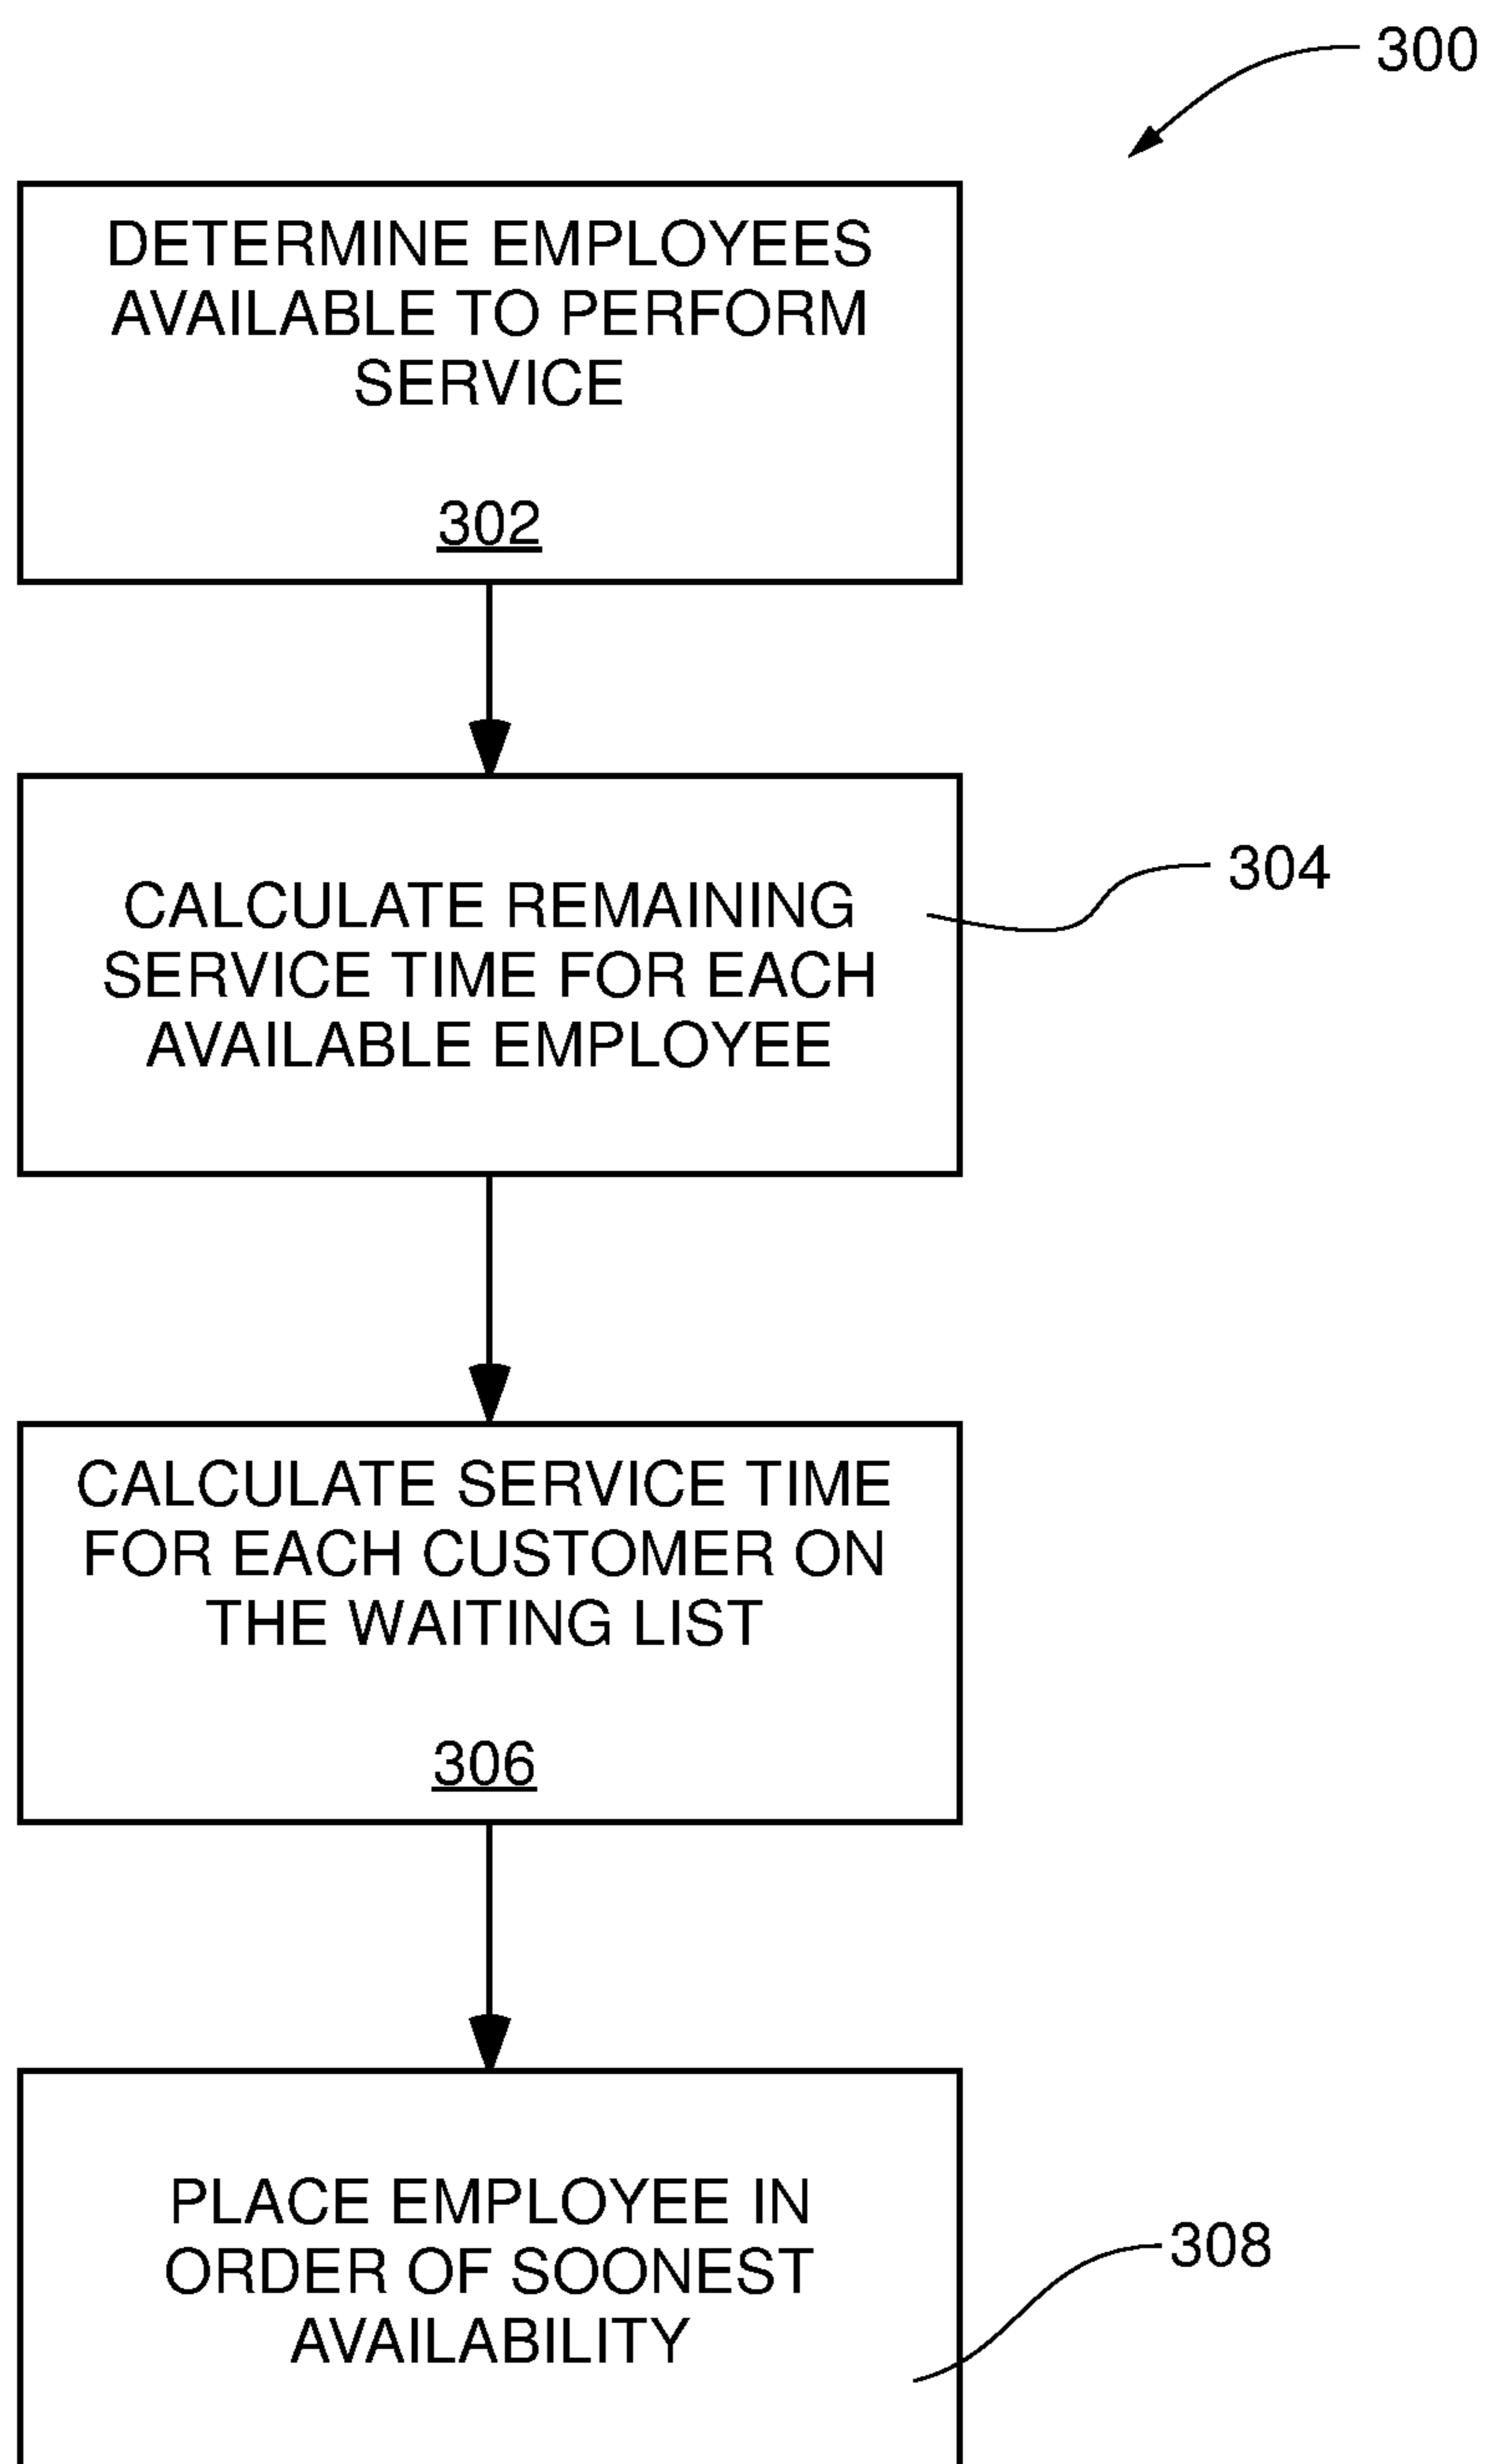 300
DETERMINE EMPLOYEES
AVAILABLE TO PERFORM
SERVICE
302
304
CALCULATE REMAINING
SERVICE TIME FOR EACH
AVAILABLE EMPLOYEE
CALCULATE SERVICE TIME
FOR EACH CUSTOMER ON
THE WAITING LIST
306
PLACE EMPLOYEE IN
ORDER OF SOONEST
AVAILABILITY
308